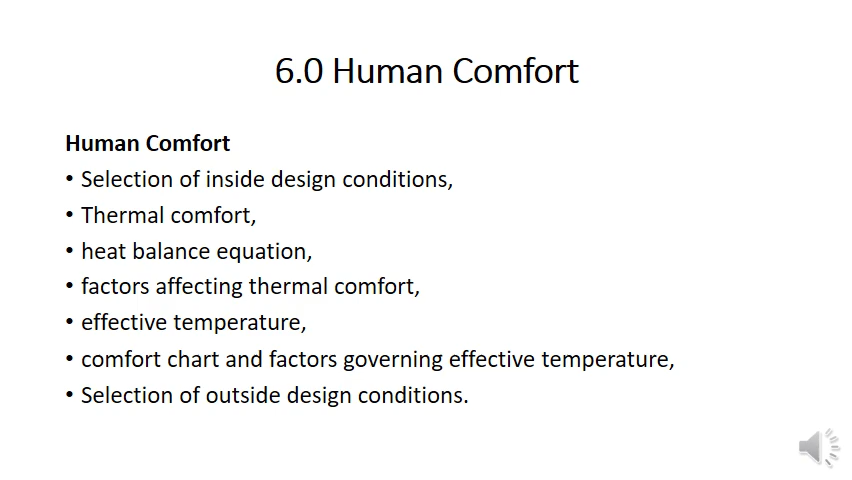 6.0 Human Comfort
Human Comfort
• Selection of inside design conditions,
• Thermal comfort,
• heat balance equation,
• factors affecting thermal comfort,
• effective temperature,
• comfort chart and factors governing effective temperature,
• Selection of outside design conditions.